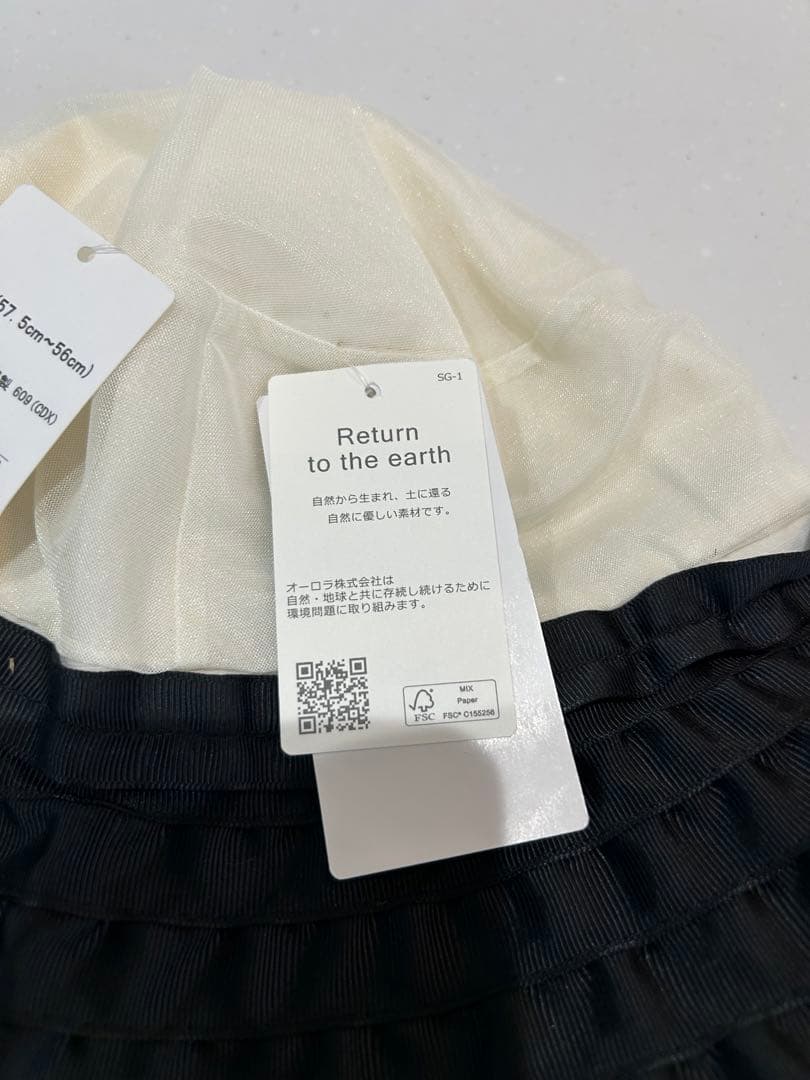 57.5cm~56cm)
製 609(CDX)
SG-1
Return
to the earth
自然から生まれ、土に還る
自然に優しい素材です。
オーロラ株式会社は
自然・地球と共に存続し続けるために
環境問題に取り組みます。
FSC
MIX
Paper
FSC® C155256